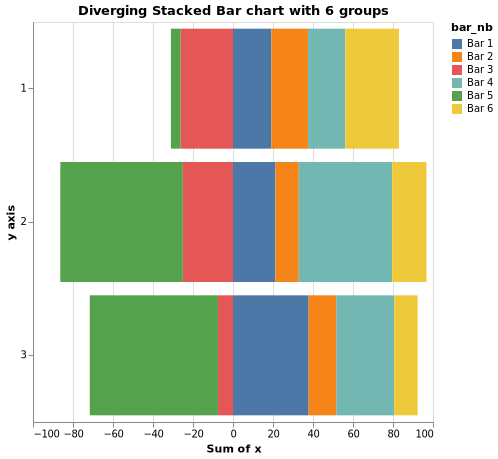 Diverging Stacked Bar chart with 6 groups
bar_nb
Bar 1
Bar 2
Bar 3
Bar 4
Bar 5
Bar 6
y axis
1
2
3
−100 −80 −60 −40 −20 0 20 40 60 80 100
Sum of x